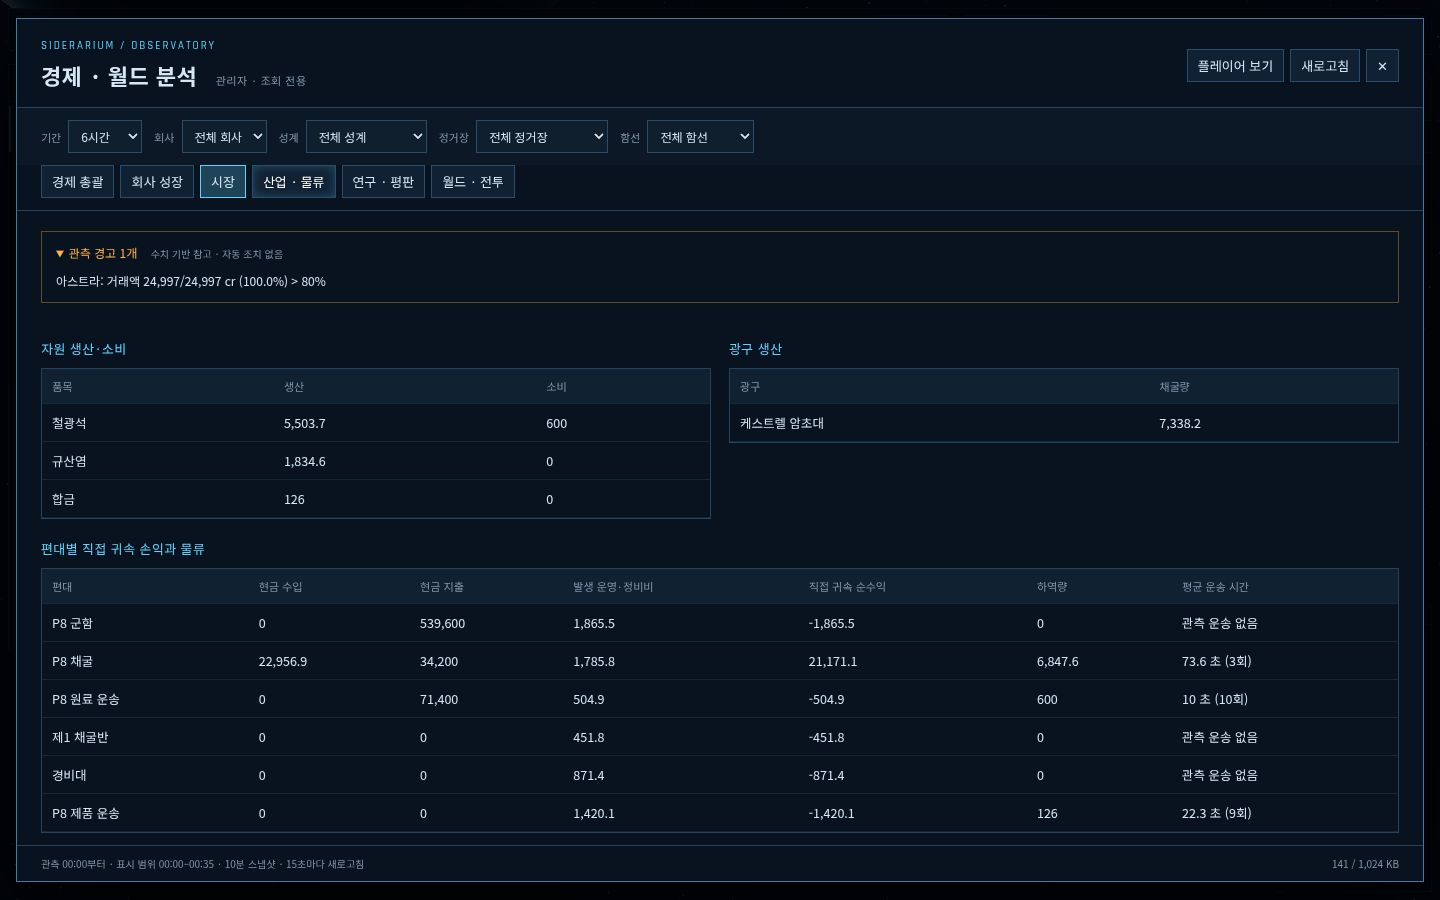 SIDERARIUM / OBSERVATORY
경제 · 월드 분석 관리자 · 조회 전용
플레이어 보기 새로고침 ×
기간 6시간 회사 전체 회사 성계 전체 성계 정거장 전체 정거장 함선 전체 함선
경제 총괄 회사 성장 시장 산업 · 물류 연구 · 평판 월드 · 전투
▼ 관측 경고 1개 수치 기반 참고 · 자동 조치 없음
아스트라: 거래액 24,997/24,997 cr (100.0%) > 80%
자원 생산·소비
품목 생산 소비
철광석 5,503.7 600
규산염 1,834.6 0
합금 126 0
광구 생산
광구 채굴량
케스트렐 암초대 7,338.2
편대별 직접 귀속 손익과 물류
편대 현금 수입 현금 지출 발생 운영·정비비 직접 귀속 순수익 하역량 평균 운송 시간
P8 군함 0 539,600 1,865.5 -1,865.5 0 관측 운송 없음
P8 채굴 22,956.9 34,200 1,785.8 21,171.1 6,847.6 73.6 초 (3회)
P8 원료 운송 0 71,400 504.9 -504.9 600 10 초 (10회)
제1 채굴반 0 0 451.8 -451.8 0 관측 운송 없음
경비대 0 0 871.4 -871.4 0 관측 운송 없음
P8 제품 운송 0 0 1,420.1 -1,420.1 126 22.3 초 (9회)
관측 00:00부터 · 표시 범위 00:00–00:35 · 10분 스냅샷 · 15초마다 새로고침
141 / 1,024 KB